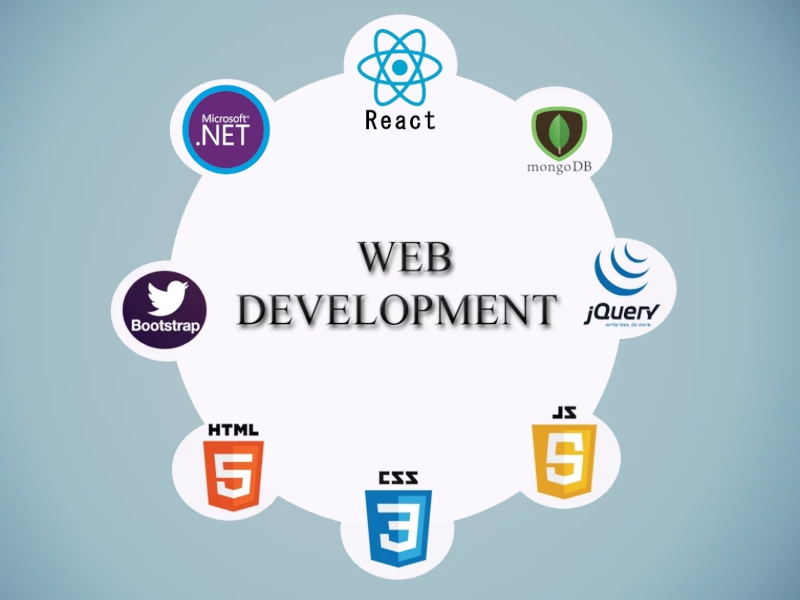 React
Microsoft®
.NET
mongoDB
WEB
DEVELOPMENT
jQuery
write less. do more.
Bootstrap
HTML
5
JS
5
CSS
3